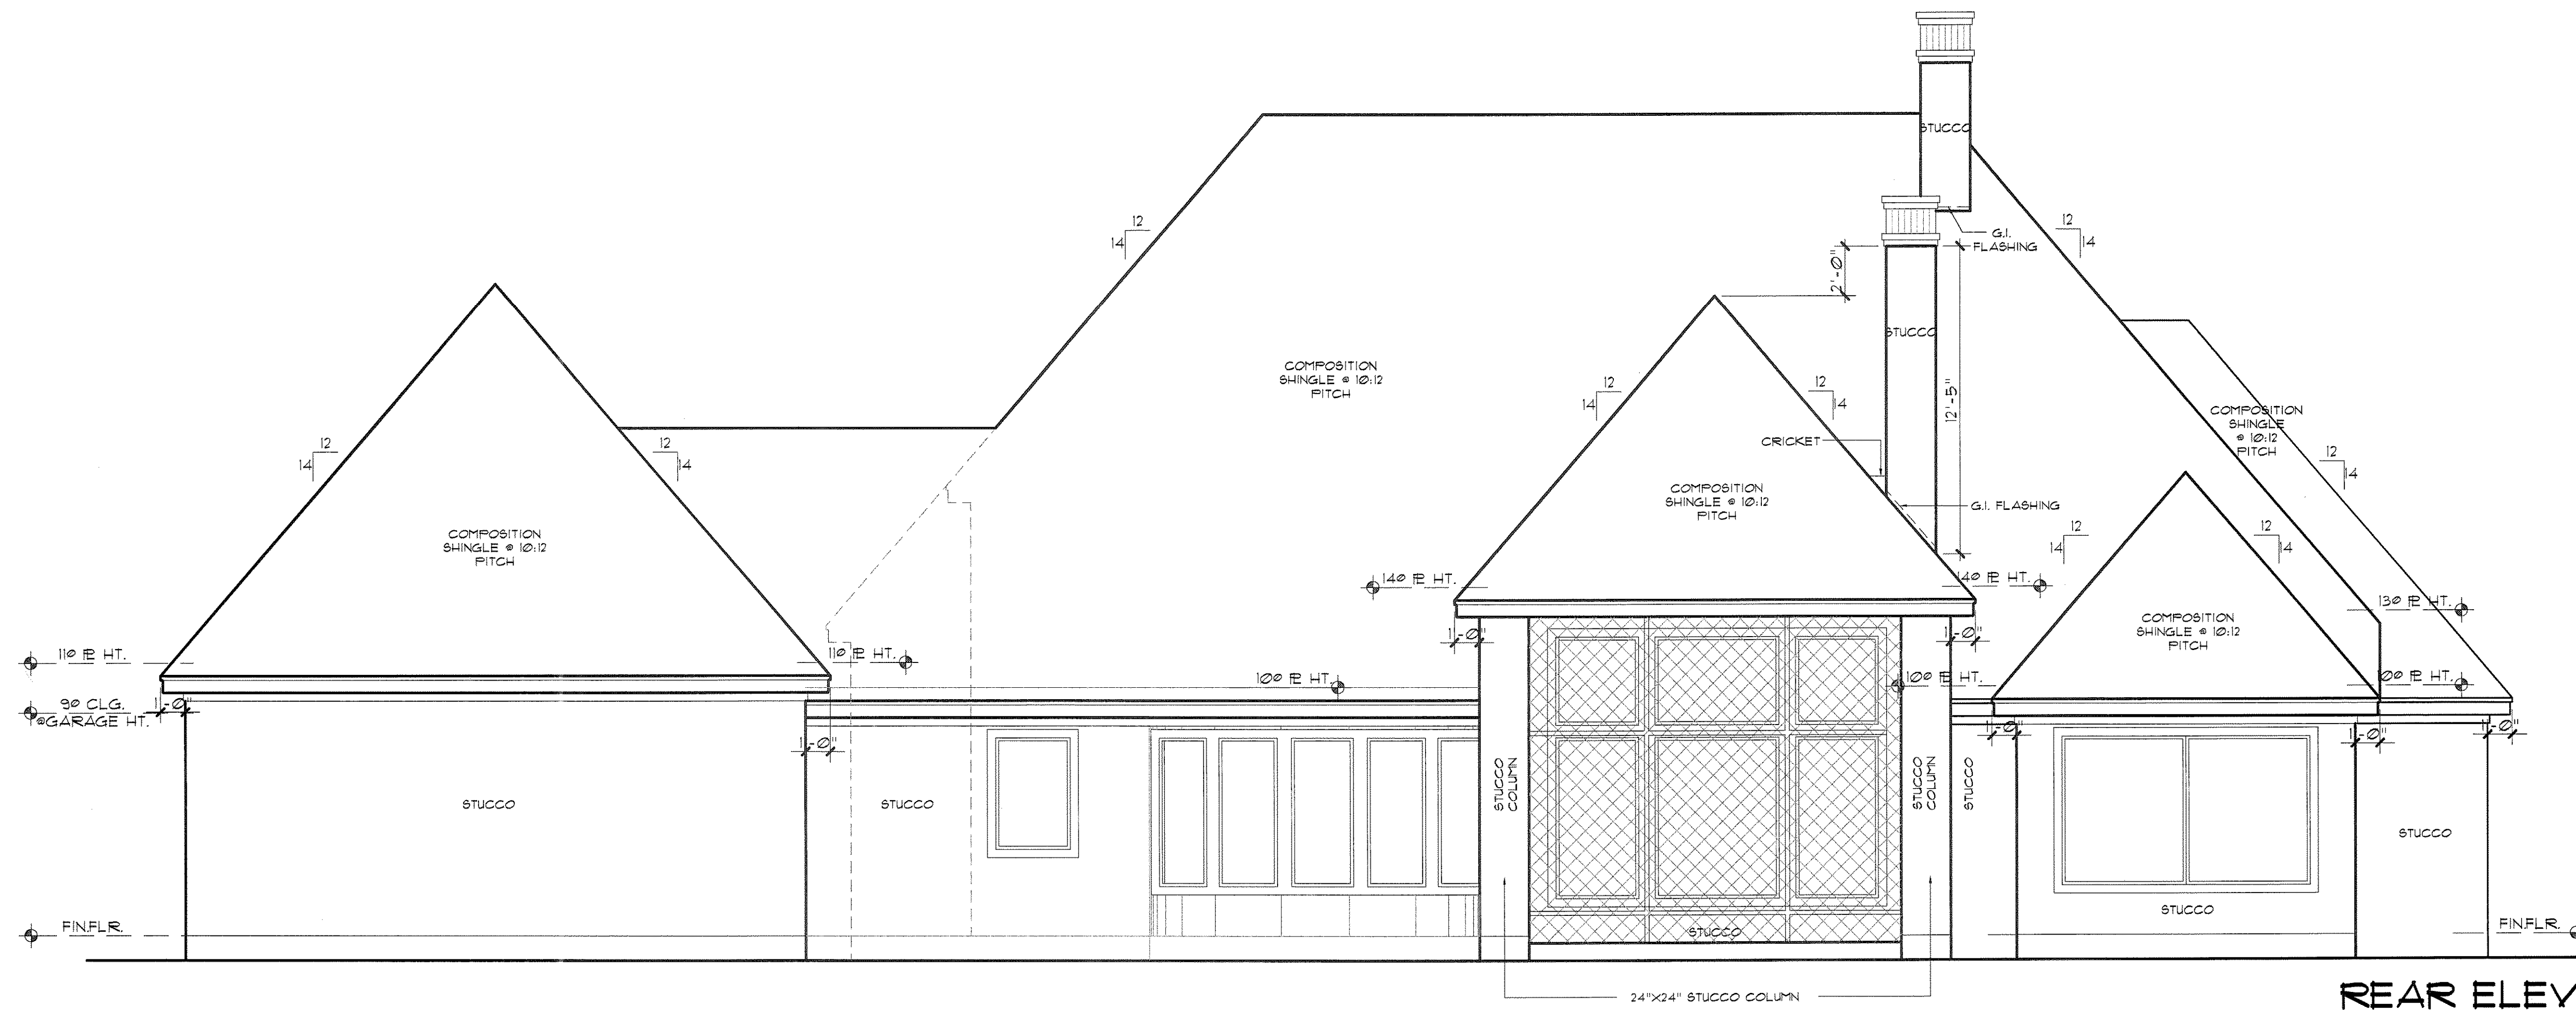 STUCCO
12
14
12
14
G.I.
FLASHING
2'-0"
STUCCO
12'-5"
COMPOSITION
SHINGLE @ 10:12
PITCH
12
14
12
14
CRICKET
COMPOSITION
SHINGLE
@ 10:12
PITCH
12
14
12
14
12
14
COMPOSITION
SHINGLE @ 10:12
PITCH
G.I. FLASHING
COMPOSITION
SHINGLE @ 10:12
PITCH
12
14
12
14
140 PL HT.
140 PL HT.
130 PL HT.
COMPOSITION
SHINGLE @ 10:12
PITCH
1'-0"
1'-0"
110 PL HT.
110 PL HT.
100 PL HT.
100 PL HT.
100 PL HT.
90 CLG.
@GARAGE HT.
1'-0"
1'-0"
1'-0"
1'-0"
1'-0"
STUCCO
STUCCO
STUCCO
COLUMN
STUCCO
COLUMN
STUCCO
STUCCO
STUCCO
STUCCO
FIN.FLR.
FIN.FLR.
24"X24" STUCCO COLUMN
REAR ELEV